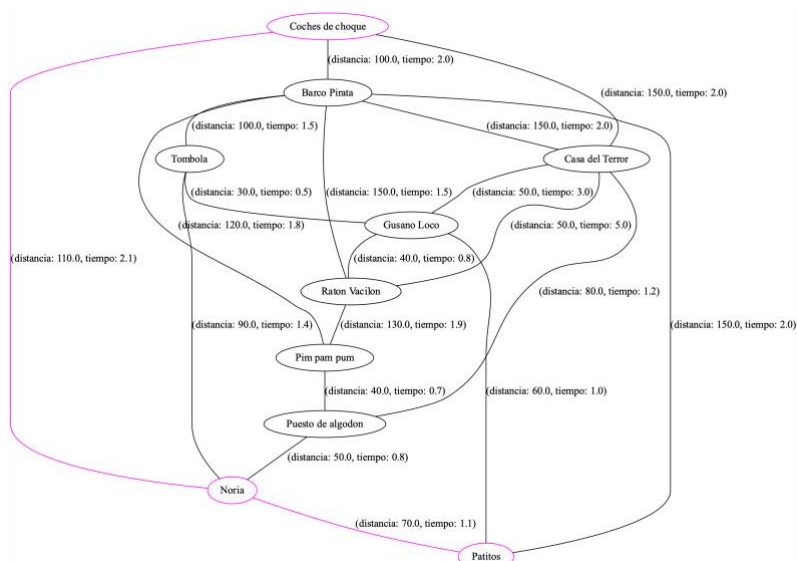 Coches de choque
(distancia: 100.0, tiempo: 2.0)
Barco Pirata
(distancia: 150.0, tiempo: 2.0)
(distancia: 100.0, tiempo: 1.5)
(distancia: 150.0, tiempo: 2.0)
Tombola
Casa del Terror
(distancia: 30.0, tiempo: 0.5)
(distancia: 150.0, tiempo: 1.5)
(distancia: 50.0, tiempo: 3.0)
(distancia: 120.0, tiempo: 1.8)
Gusano Loco
(distancia: 50.0, tiempo: 5.0)
(distancia: 110.0, tiempo: 2.1)
(distancia: 40.0, tiempo: 0.8)
Raton Vacilon
(distancia: 80.0, tiempo: 1.2)
(distancia: 90.0, tiempo: 1.4)
(distancia: 130.0, tiempo: 1.9)
(distancia: 150.0, tiempo: 2.0)
Pim pam pum
(distancia: 40.0, tiempo: 0.7)
(distancia: 60.0, tiempo: 1.0)
Puesto de algodon
(distancia: 50.0, tiempo: 0.8)
Noria
(distancia: 70.0, tiempo: 1.1)
Patitos